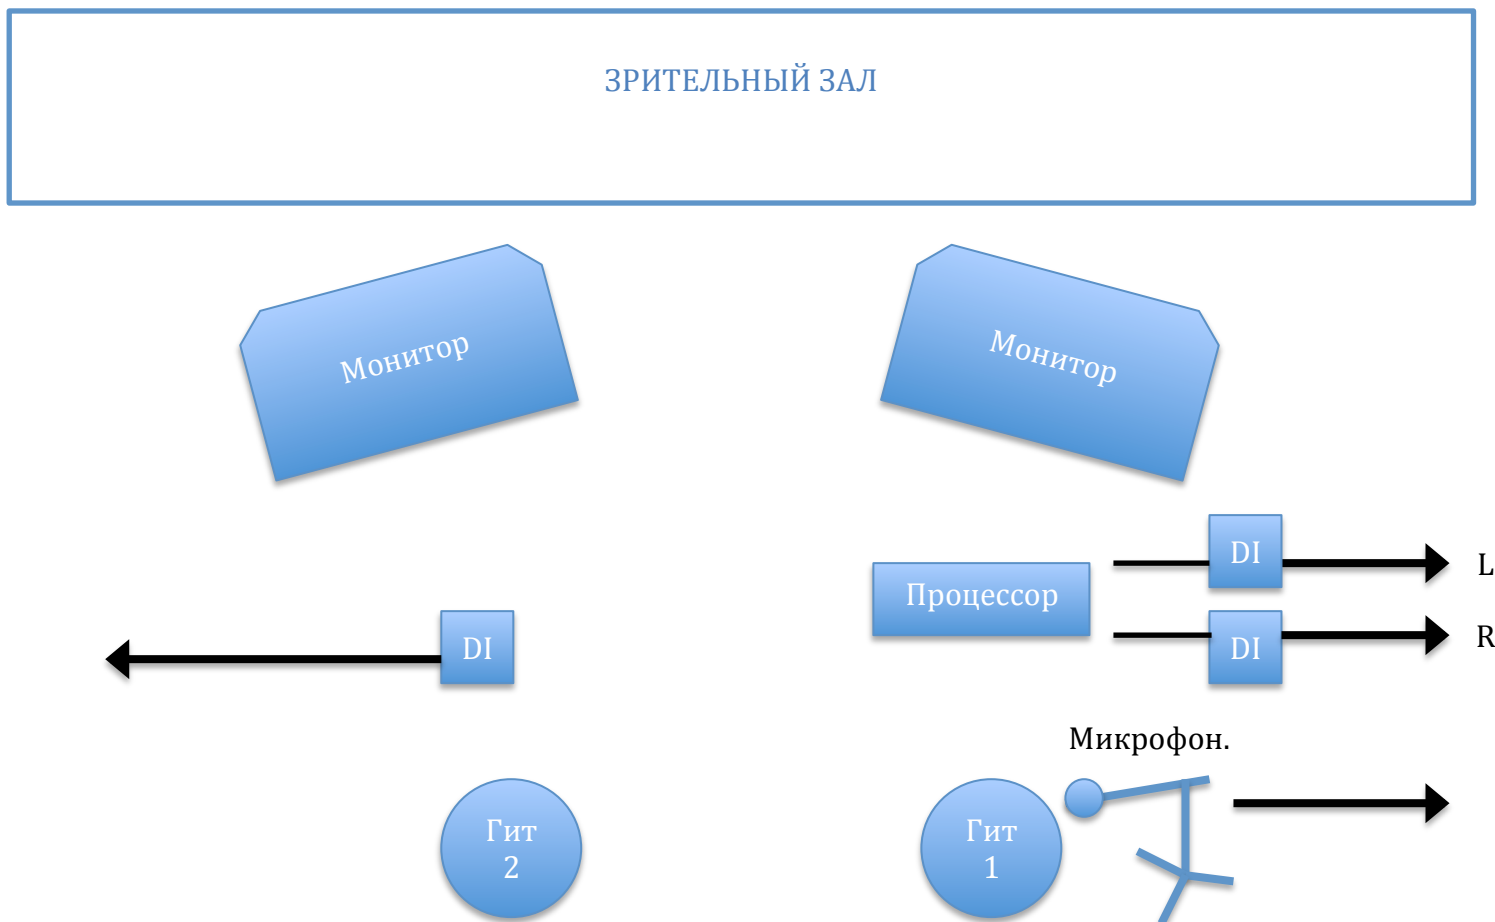 ЗРИТЕЛЬНЫЙ ЗАЛ
Монитор
Монитор
DI
L
Процессор
DI
R
DI
Микрофон.
Гит
2
Гит
1